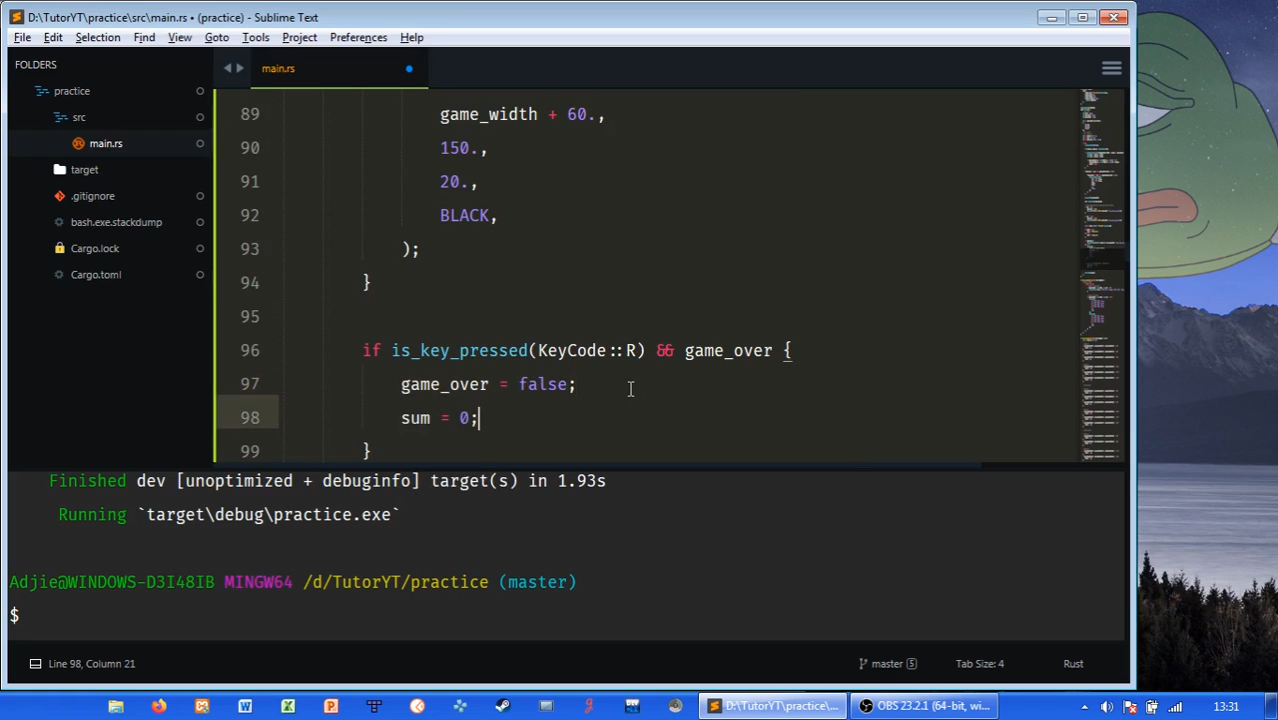 D:\TutorYT\practice\src\main.rs • (practice) - Sublime Text
File Edit Selection Find View Goto Tools Project Preferences Help
FOLDERS
practice
src
main.rs
target
.gitignore
bash.exe.stackdump
Cargo.lock
Cargo.toml
main.rs
89 game_width + 60.,
90 150.,
91 20.,
92 BLACK,
93 );
94 }
95
96 if is_key_pressed(KeyCode::R) && game_over {
97 game_over = false;
98 sum = 0;
99 }
Finished dev [unoptimized + debuginfo] target(s) in 1.93s
Running `target\debug\practice.exe`
Adjie@WINDOWS-D3I48IB MINGW64 /d/TutorYT/practice (master)
$
Line 98, Column 21 master 5 Tab Size: 4 Rust
D:\TutorYT\practice\... OBS 23.2.1 (64-bit, wi... 13:31